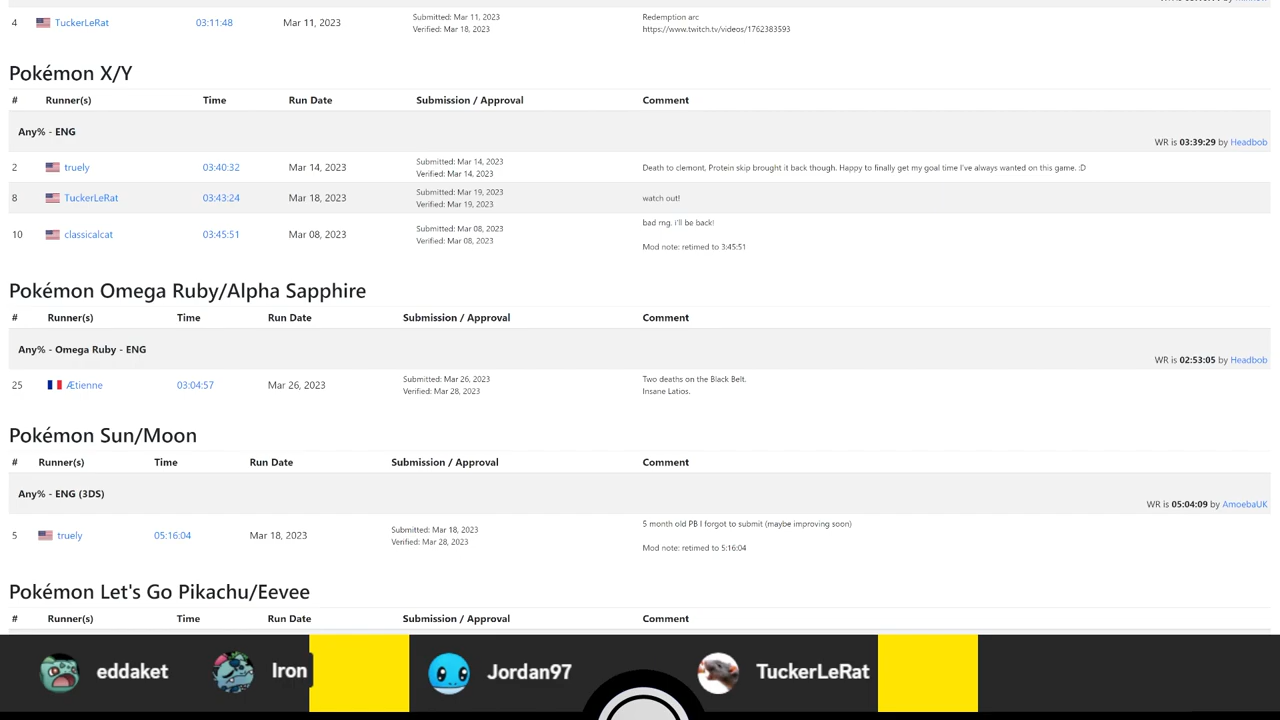 4 TuckerLeRat 03:11:48 Mar 11, 2023 Submitted: Mar 11, 2023 Redemption arc
Verified: Mar 18, 2023 https://www.twitch.tv/videos/1762383593
Pokémon X/Y
# Runner(s) Time Run Date Submission / Approval Comment
Any% - ENG
WR is 03:39:29 by Headbob
2 truely 03:40:32 Mar 14, 2023 Submitted: Mar 14, 2023 Death to clemont, Protein skip brought it back though. Happy to finally get my goal time I've always wanted on this game. :D
Verified: Mar 14, 2023
8 TuckerLeRat 03:43:24 Mar 18, 2023 Submitted: Mar 19, 2023 watch out!
Verified: Mar 19, 2023
bad rng. i'll be back!
10 classicalcat 03:45:51 Mar 08, 2023 Submitted: Mar 08, 2023
Verified: Mar 08, 2023
Mod note: retimed to 3:45:51
Pokémon Omega Ruby/Alpha Sapphire
# Runner(s) Time Run Date Submission / Approval Comment
Any% - Omega Ruby - ENG
WR is 02:53:05 by Headbob
25 Ætienne 03:04:57 Mar 26, 2023 Submitted: Mar 26, 2023 Two deaths on the Black Belt.
Verified: Mar 28, 2023 Insane Latios.
Pokémon Sun/Moon
# Runner(s) Time Run Date Submission / Approval Comment
Any% - ENG (3DS)
WR is 05:04:09 by AmoebaUK
5 month old PB I forgot to submit (maybe improving soon)
5 truely 05:16:04 Mar 18, 2023 Submitted: Mar 18, 2023
Verified: Mar 28, 2023
Mod note: retimed to 5:16:04
Pokémon Let's Go Pikachu/Eevee
# Runner(s) Time Run Date Submission / Approval Comment
eddaket Iron Jordan97 TuckerLeRat